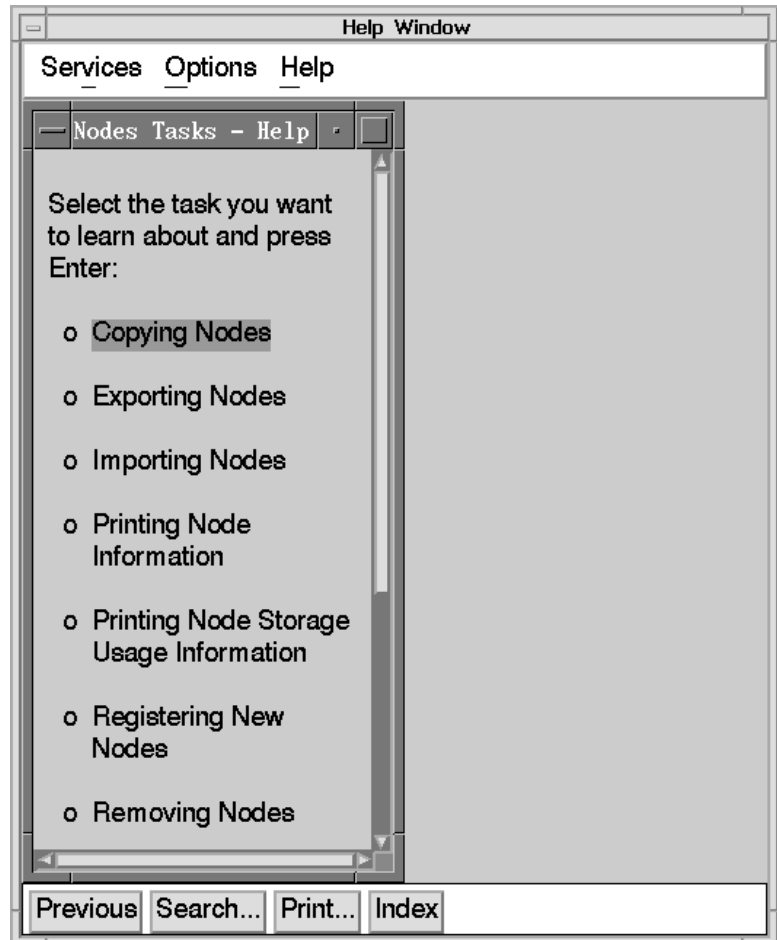 Help Window
Services Options Help
Nodes Tasks - Help
Select the task you want
to learn about and press
Enter:
o Copying Nodes
o Exporting Nodes
o Importing Nodes
o Printing Node
Information
o Printing Node Storage
Usage Information
o Registering New
Nodes
o Removing Nodes
Previous Search... Print... Index